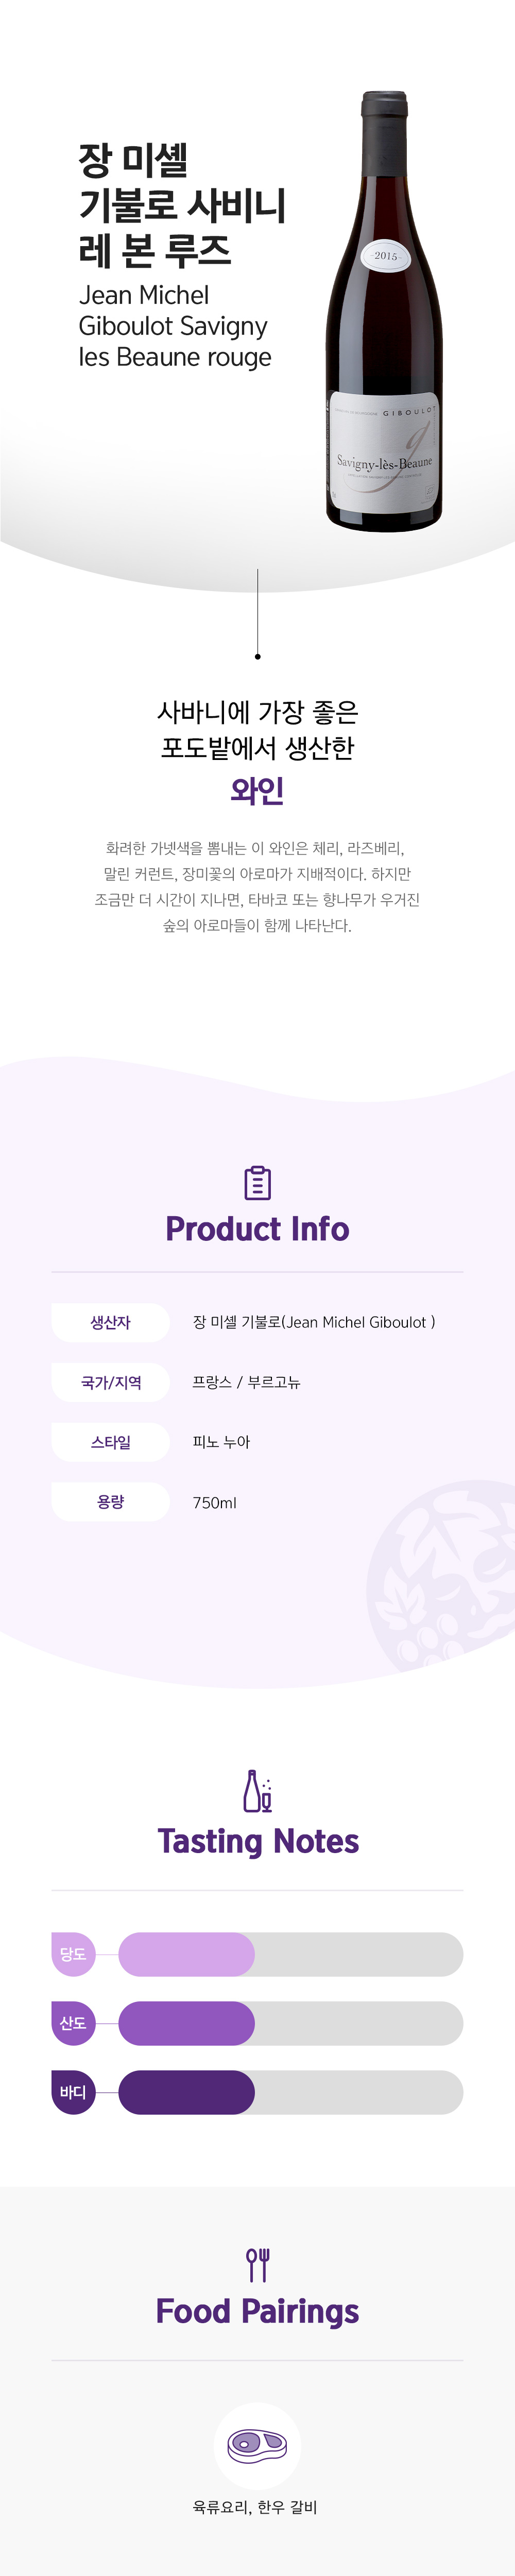 장 미셸
기불로 사비니
레 본 루즈
Jean Michel
Giboulot Savigny
les Beaune rouge
2015
GIBOULOT
Savigny-lès-Beaune
사바니에 가장 좋은
포도밭에서 생산한
와인
화려한 가넷색을 뽐내는 이 와인은 체리, 라즈베리,
말린 커런트, 장미꽃의 아로마가 지배적이다. 하지만
조금만 더 시간이 지나면, 타바코 또는 향나무가 우거진
숲의 아로마들이 함께 나타난다.
Product Info
생산자 장 미셸 기불로(Jean Michel Giboulot )
국가/지역 프랑스 / 부르고뉴
스타일 피노 누아
용량 750ml
Tasting Notes
당도
산도
바디
Food Pairings
육류요리, 한우 갈비